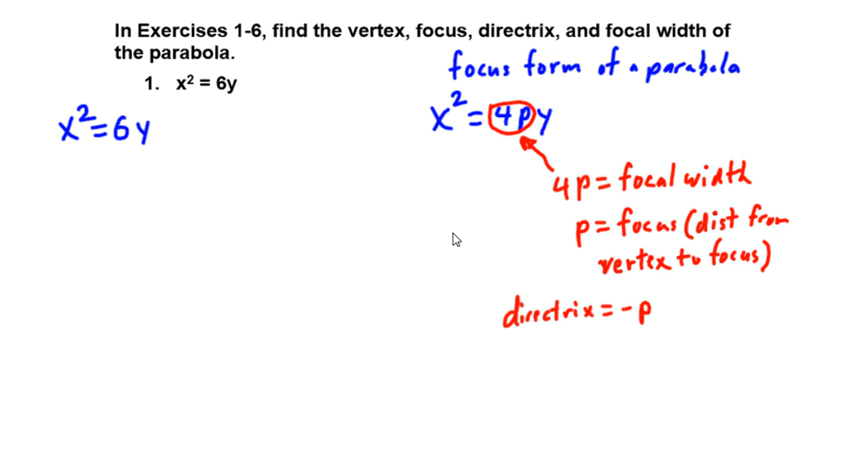 In Exercises 1-6, find the vertex, focus, directrix, and focal width of
the parabola.
focus form of a parabola
1. x² = 6y
x² = 6y
x² = 4py
4p = focal width
p = focus (dist from
vertex to focus)
directrix = -p